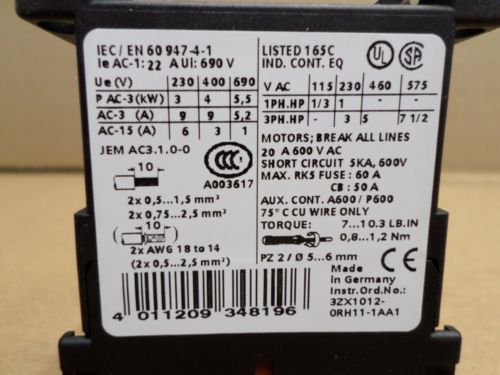 IEC / EN 60 947-4-1
Ie AC-1: 22 A UI: 690 V
Ue (V) 230 400 690
P AC-3 (kW) 3 4 5,5
AC-3 (A) 9 9 5,2
AC-15 (A) 6 3 1
JEM AC3.1.0-0
10
2x 0,5...1,5 mm²
2x 0,75...2,5 mm²
10
2x AWG 18 to 14
(2x 0,5...2,5 mm²)
CCC
A003617
4 011209 348196
LISTED 165C
IND. CONT. EQ
UL
SA
V AC 115 230 460 575
1PH.HP 1/3 1 - -
3PH.HP - 3 5 7 1/2
MOTORS; BREAK ALL LINES
20 A 600 V AC
SHORT CIRCUIT 5KA, 600V
MAX. RK5 FUSE : 60 A
CB : 50 A
AUX. CONT. A600 / P600
75°C CU WIRE ONLY
TORQUE: 7...10.3 LB.IN
0,8...1,2 Nm
PZ 2 / Ø 5...6 mm
Made
In Germany
CE
Instr.Ord.No.:
3ZX1012-
0RH11-1AA1